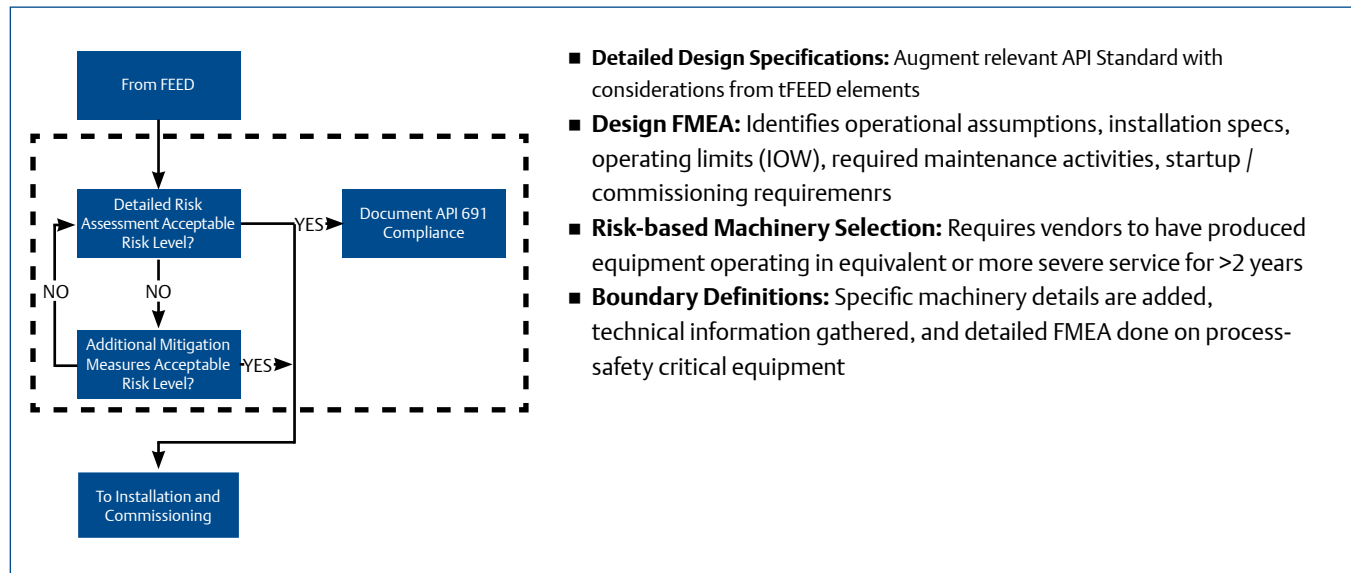 From FEED
Detailed Risk
Assessment Acceptable
Risk Level?
YES
Document API 691
Compliance
NO
NO
Additional Mitigation
Measures Acceptable
Risk Level?
YES
To Installation and
Commissioning
■ Detailed Design Specifications: Augment relevant API Standard with
considerations from tFEED elements
■ Design FMEA: Identifies operational assumptions, installation specs,
operating limits (IOW), required maintenance activities, startup /
commissioning requiremenrs
■ Risk-based Machinery Selection: Requires vendors to have produced
equipment operating in equivalent or more severe service for >2 years
■ Boundary Definitions: Specific machinery details are added,
technical information gathered, and detailed FMEA done on process-
safety critical equipment